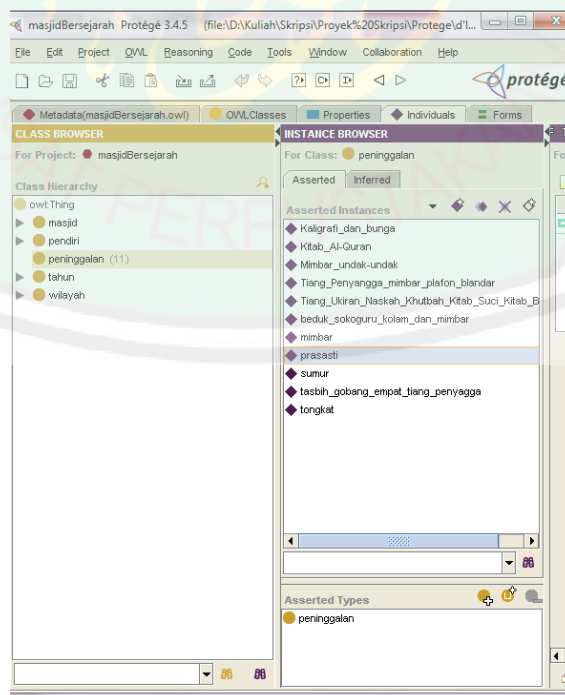 masjidBersejarah Protégé 3.4.5 (file:\D:\Kuliah\Skripsi\Proyek%20Skripsi\Protege\d'I...
File Edit Project OWL Reasoning Code Tools Window Collaboration Help
protégé
Metadata(masjidBersejarah.owl) OWLClasses Properties Individuals Forms
CLASS BROWSER
For Project: masjidBersejarah
Class Hierarchy
owl:Thing
masjid
pendiri
peninggalan (11)
tahun
wilayah
INSTANCE BROWSER
For Class: peninggalan
Asserted Inferred
Asserted Instances
Kaligrafi_dan_bunga
Kitab_Al-Quran
Mimbar_undak-undak
Tiang_Penyangga_mimbar_plafon_blandar
Tiang_Ukiran_Naskah_Khutbah_Kitab_Suci_Kitab_B
beduk_sokoguru_kolam_dan_mimbar
mimbar
prasasti
sumur
tasbih_gobang_empat_tiang_penyagga
tongkat
Asserted Types
peninggalan
Fo